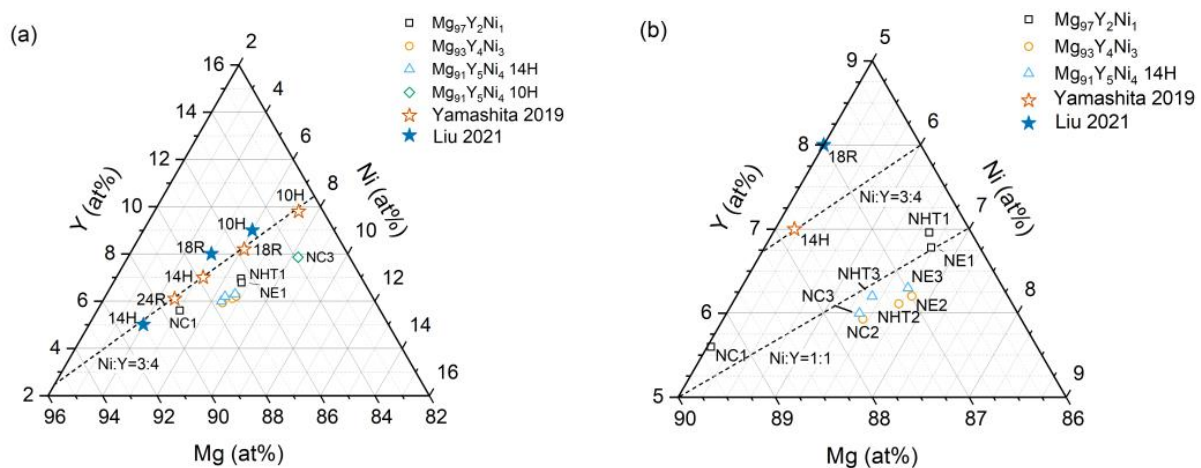 (a)
Mg₉₇Y₂Ni₁
Mg₉₃Y₄Ni₃
Mg₉₁Y₅Ni₄ 14H
Mg₉₁Y₅Ni₄ 10H
Yamashita 2019
Liu 2021
2
16
4
14
6
12
8
10
10
12
8
14
6
16
4
2
96
94
92
90
88
86
84
82
Y (at%)
Ni (at%)
Mg (at%)
10H
10H
18R
18R
NC3
14H
NHT1
NE1
24R
NC1
14H
Ni:Y=3:4
(b)
Mg₉₇Y₂Ni₁
Mg₉₃Y₄Ni₃
Mg₉₁Y₅Ni₄ 14H
Yamashita 2019
Liu 2021
5
9
6
8
7
7
8
6
9
5
90
88
87
86
Y (at%)
Ni (at%)
Mg (at%)
18R
Ni:Y=3:4
NHT1
14H
NE1
NHT3
NE3
NC3
NE2
NHT2
NC2
NC1
Ni:Y=1:1